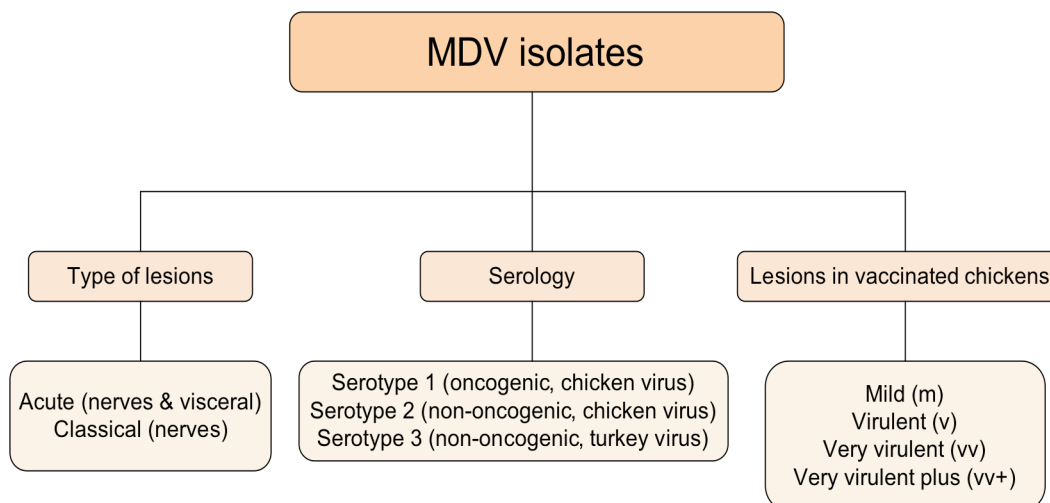 MDV isolates
Type of lesions
Serology
Lesions in vaccinated chickens
Acute (nerves & visceral)
Classical (nerves)
Serotype 1 (oncogenic, chicken virus)
Serotype 2 (non-oncogenic, chicken virus)
Serotype 3 (non-oncogenic, turkey virus)
Mild (m)
Virulent (v)
Very virulent (vv)
Very virulent plus (vv+)